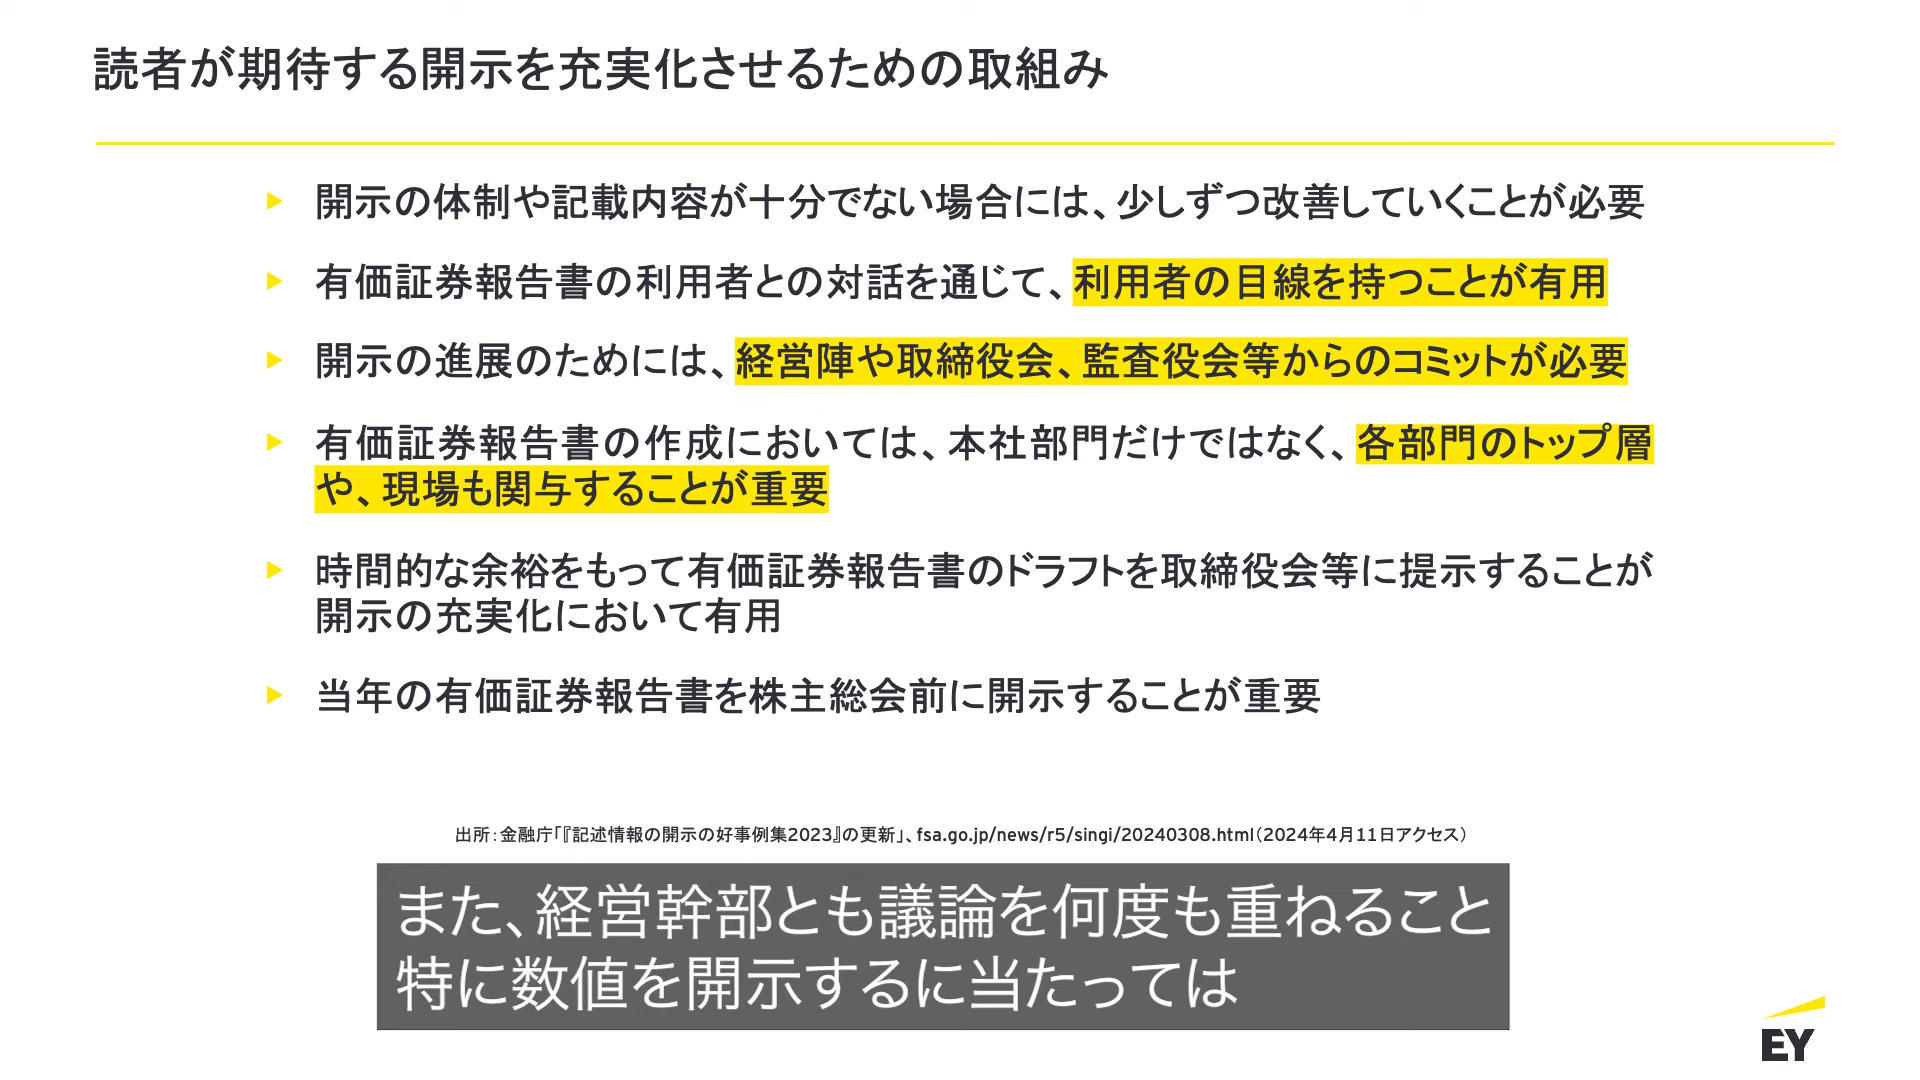 読者が期待する開示を充実化させるための取組み
開示の体制や記載内容が十分でない場合には、少しずつ改善していくことが必要
有価証券報告書の利用者との対話を通じて、利用者の目線を持つことが有用
開示の進展のためには、経営陣や取締役会、監査役会等からのコミットが必要
有価証券報告書の作成においては、本社部門だけではなく、各部門のトップ層
や、現場も関与することが重要
時間的な余裕をもって有価証券報告書のドラフトを取締役会等に提示することが
開示の充実化において有用
当年の有価証券報告書を株主総会前に開示することが重要
出所：金融庁「『記述情報の開示の好事例集2023』の更新」、fsa.go.jp/news/r5/singi/20240308.html（2024年4月11日アクセス）
また、経営幹部とも議論を何度も重ねること
特に数値を開示するに当たっては
EY